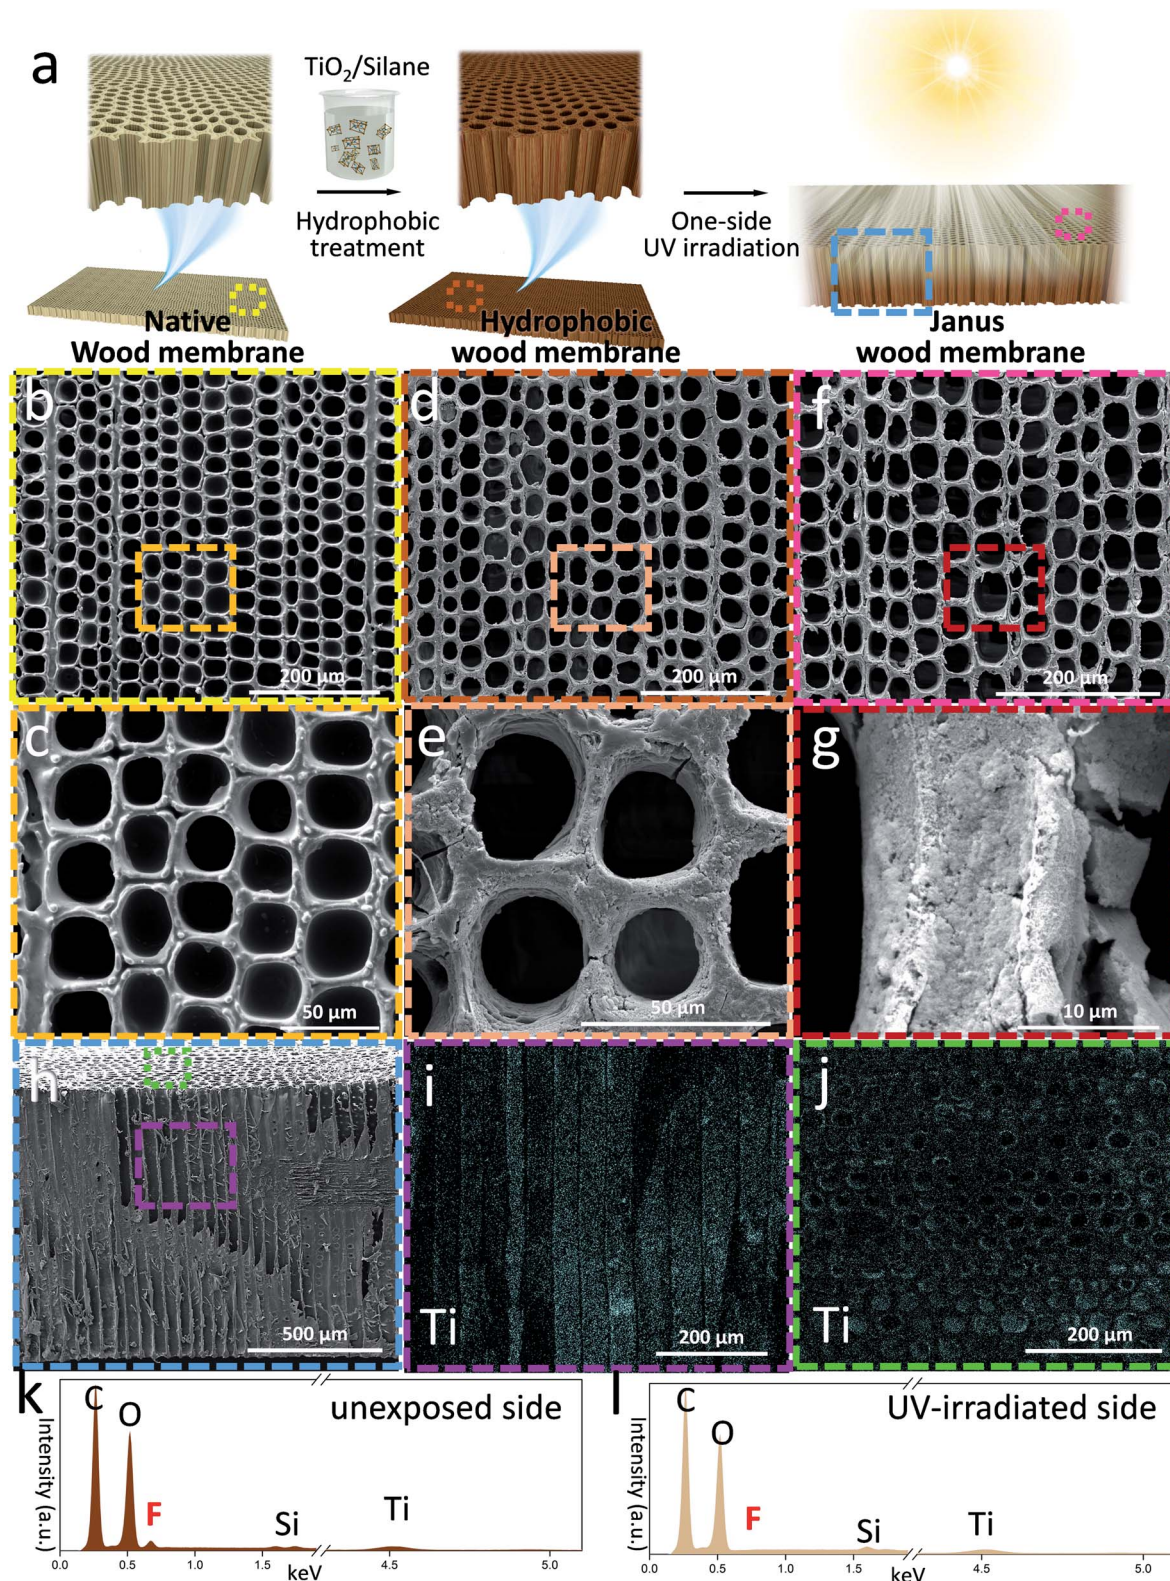 a
TiO₂/Silane
Hydrophobic
treatment
One-side
UV irradiation
Native
Wood membrane
Hydrophobic
wood membrane
Janus
wood membrane
b
200 µm
d
200 µm
f
200 µm
c
50 µm
e
50 µm
g
10 µm
h
500 µm
i
Ti
200 µm
j
Ti
200 µm
k
unexposed side
Intensity (a.u.)
C
O
F
Si
Ti
0.0 0.5 1.0 1.5 4.5 5.0
keV
l
UV-irradiated side
Intensity (a.u.)
C
O
F
Si
Ti
0.0 0.5 1.0 1.5 4.5 5.0
keV